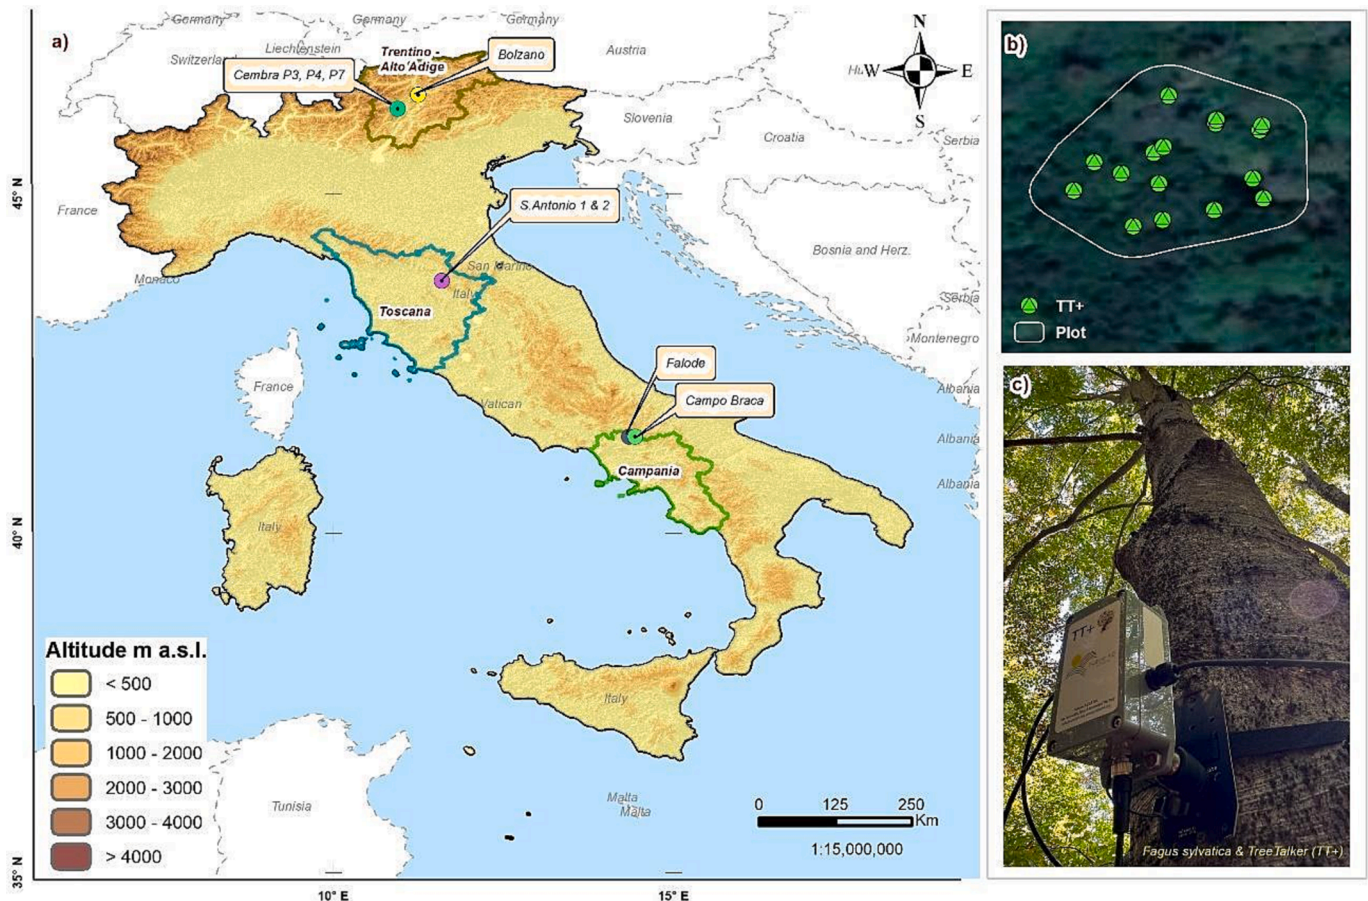 a)
Germany
Germany
Germany
Liechtenstein
Switzerland
Austria
Trentino -
Alto Adige
Bolzano
Cembra P3, P4, P7
N
W
E
S
Slovenia
Croatia
Serbia
45° N
France
S.Antonio 1 & 2
Bosnia and Herz.
Monaco
San Marino
Italy
Toscana
Serbia
Montenegro
Falode
France
Campo Braca
Albania
Vatican
Albania
Campania
Albania
40° N
Italy
Altitude m a.s.l.
< 500
500 - 1000
1000 - 2000
2000 - 3000
3000 - 4000
> 4000
Italy
Tunisia
Malta
Malta
0 125 250
Km
1:15,000,000
35° N
10° E
15° E
b)
TT+
Plot
c)
TT+
Fagus sylvatica & TreeTalker (TT+)